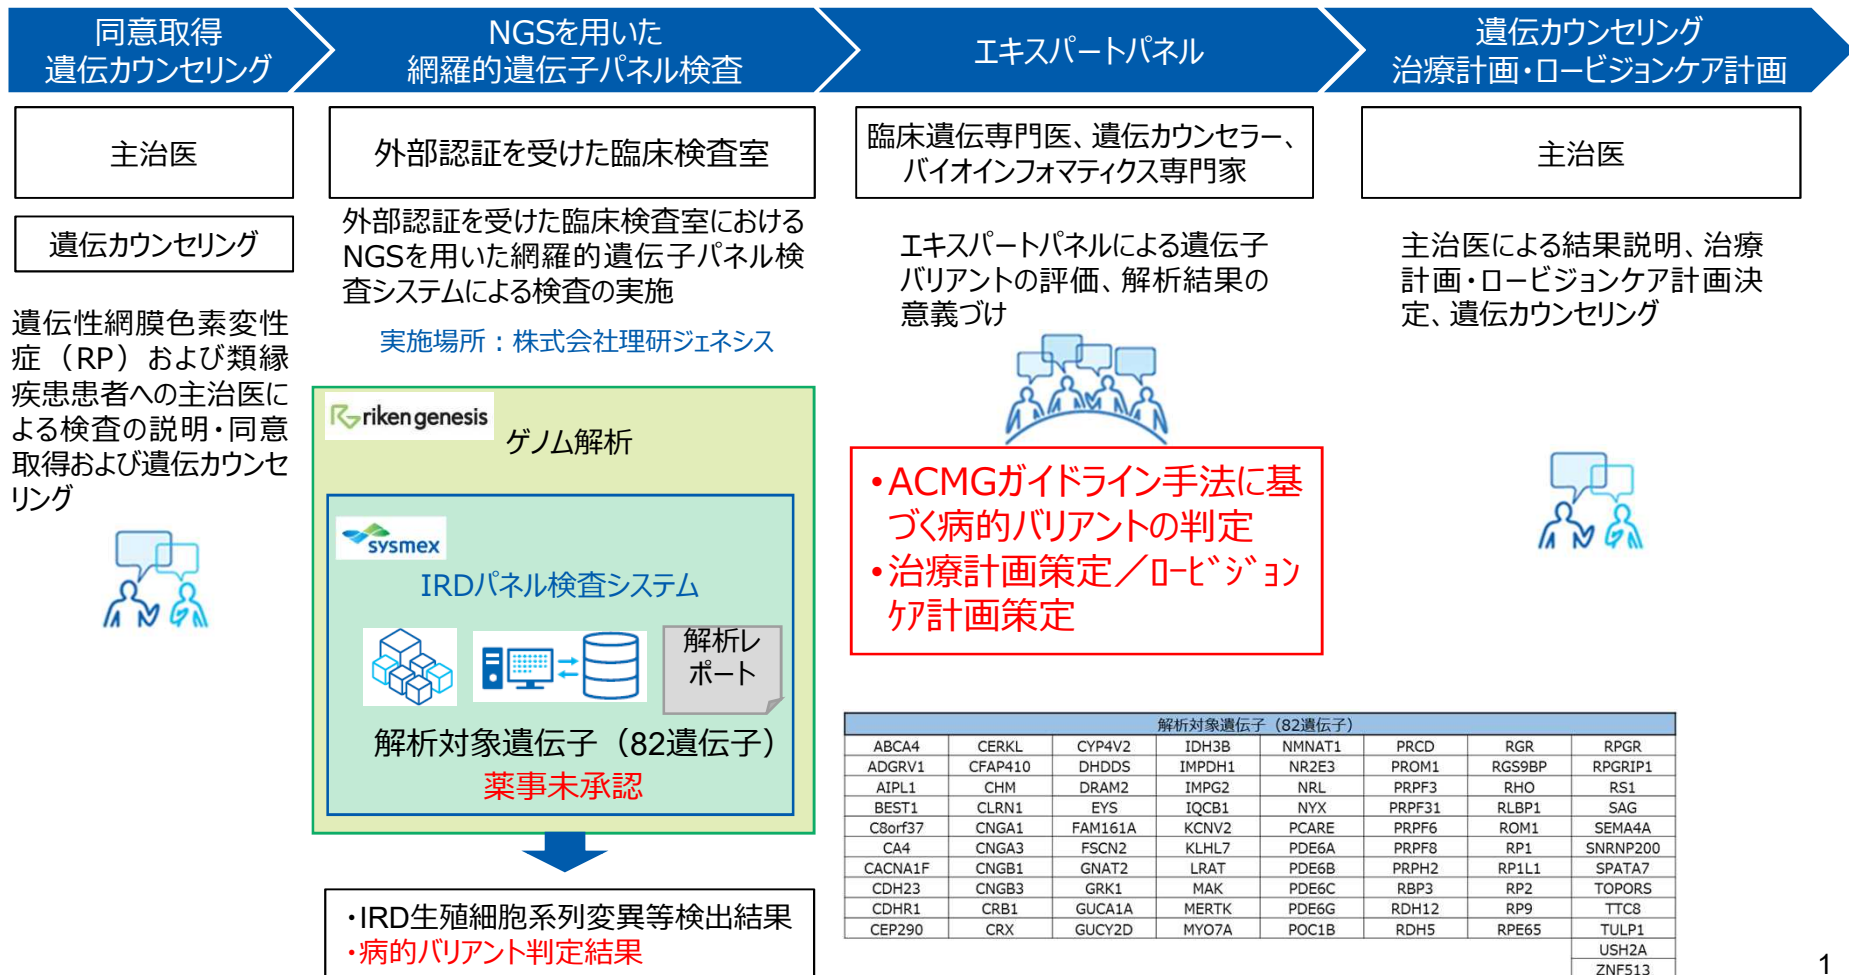 同意取得
遺伝カウンセリング
NGSを用いた
網羅的遺伝子パネル検査
エキスパートパネル
遺伝カウンセリング
治療計画・ロービジョンケア計画
主治医
遺伝カウンセリング
遺伝性網膜色素変性
症（RP）および類縁
疾患患者への主治医に
よる検査の説明・同意
取得および遺伝カウンセ
リング
外部認証を受けた臨床検査室
外部認証を受けた臨床検査室における
NGSを用いた網羅的遺伝子パネル検
査システムによる検査の実施
実施場所：株式会社理研ジェネシス
riken genesis
ゲノム解析
sysmex
IRDパネル検査システム
解析レ
ポート
解析対象遺伝子（82遺伝子）
薬事未承認
・IRD生殖細胞系列変異等検出結果
・病的バリアント判定結果
臨床遺伝専門医、遺伝カウンセラー、
バイオインフォマティクス専門家
エキスパートパネルによる遺伝子
バリアントの評価、解析結果の
意義づけ
•ACMGガイドライン手法に基
づく病的バリアントの判定
•治療計画策定／ﾛｰﾋﾞｼﾞｮﾝ
ｹｱ計画策定
主治医
主治医による結果説明、治療
計画・ロービジョンケア計画決
定、遺伝カウンセリング
解析対象遺伝子（82遺伝子）
ABCA4 CERKL CYP4V2 IDH3B NMNAT1 PRCD RGR RPGR
ADGRV1 CFAP410 DHDDS IMPDH1 NR2E3 PROM1 RGS9BP RPGRIP1
AIPL1 CHM DRAM2 IMPG2 NRL PRPF3 RHO RS1
BEST1 CLRN1 EYS IQCB1 NYX PRPF31 RLBP1 SAG
C8orf37 CNGA1 FAM161A KCNV2 PCARE PRPF6 ROM1 SEMA4A
CA4 CNGA3 FSCN2 KLHL7 PDE6A PRPF8 RP1 SNRNP200
CACNA1F CNGB1 GNAT2 LRAT PDE6B PRPH2 RP1L1 SPATA7
CDH23 CNGB3 GRK1 MAK PDE6C RBP3 RP2 TOPORS
CDHR1 CRB1 GUCA1A MERTK PDE6G RDH12 RP9 TTC8
CEP290 CRX GUCY2D MYO7A POC1B RDH5 RPE65 TULP1
USH2A
ZNF513
1